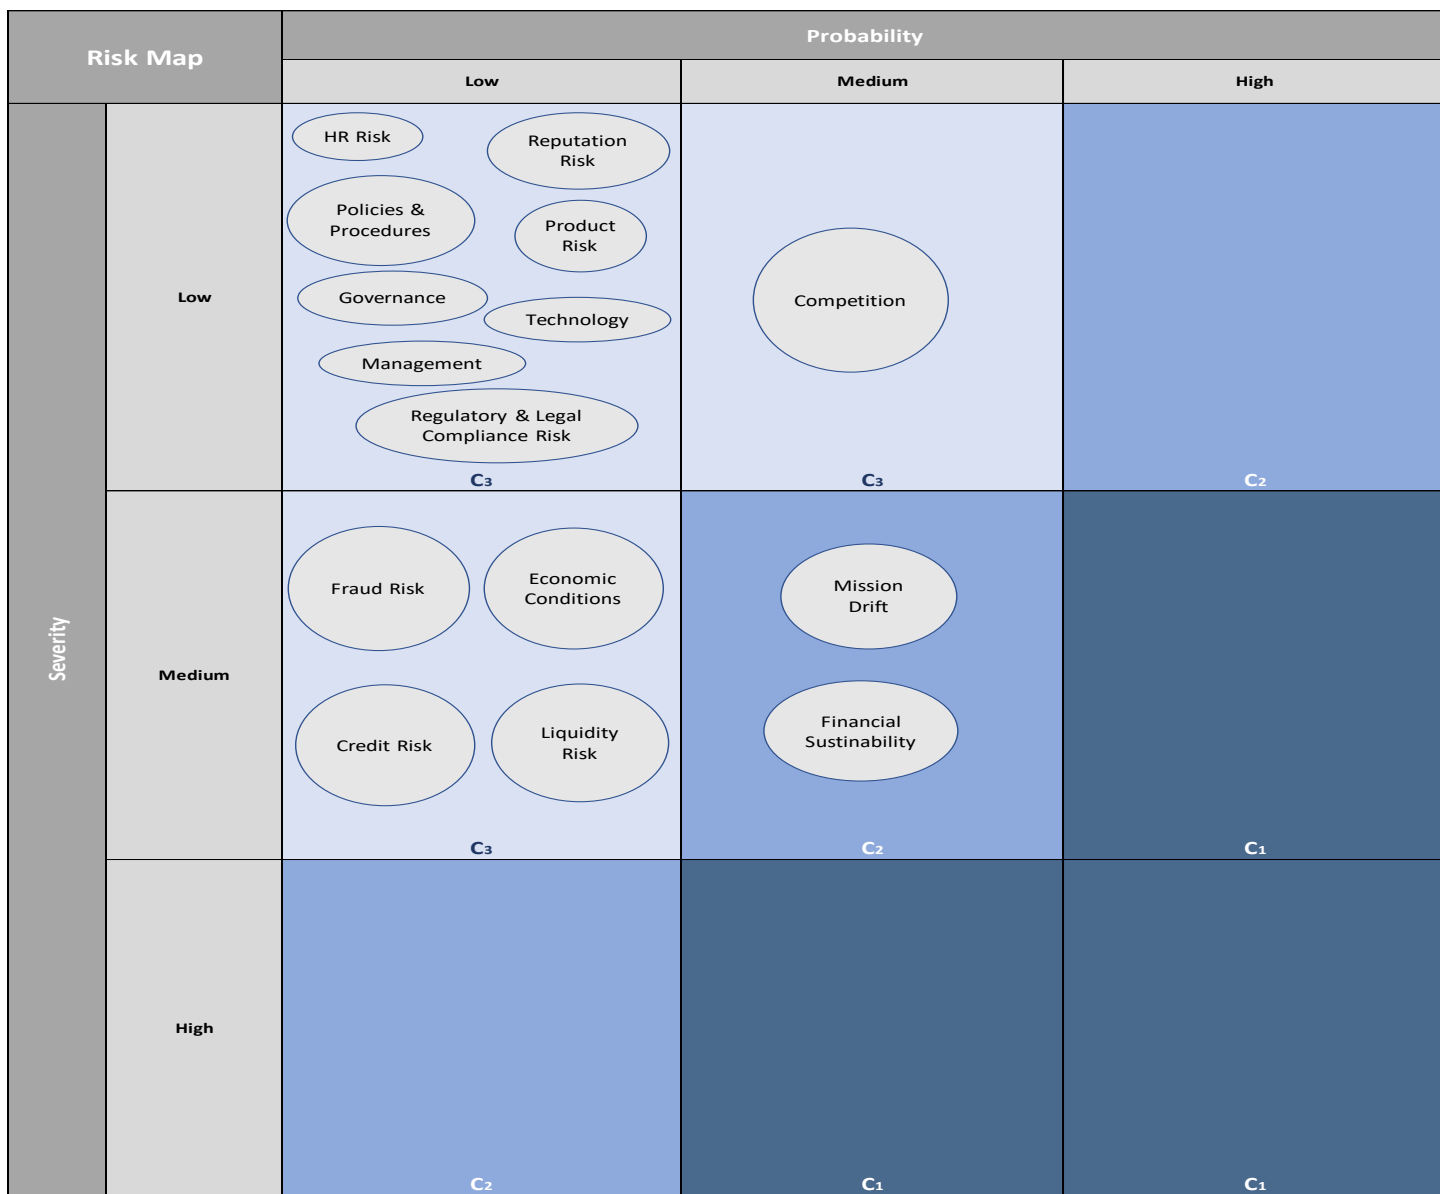 Risk Map
Probability
Low
Medium
High
Severity
Low
HR Risk
Reputation
Risk
Policies &
Procedures
Product
Risk
Governance
Technology
Management
Regulatory & Legal
Compliance Risk
C3
Competition
C3
C2
Medium
Fraud Risk
Economic
Conditions
Credit Risk
Liquidity
Risk
C3
Mission
Drift
Financial
Sustinability
C2
C1
High
C2
C1
C1